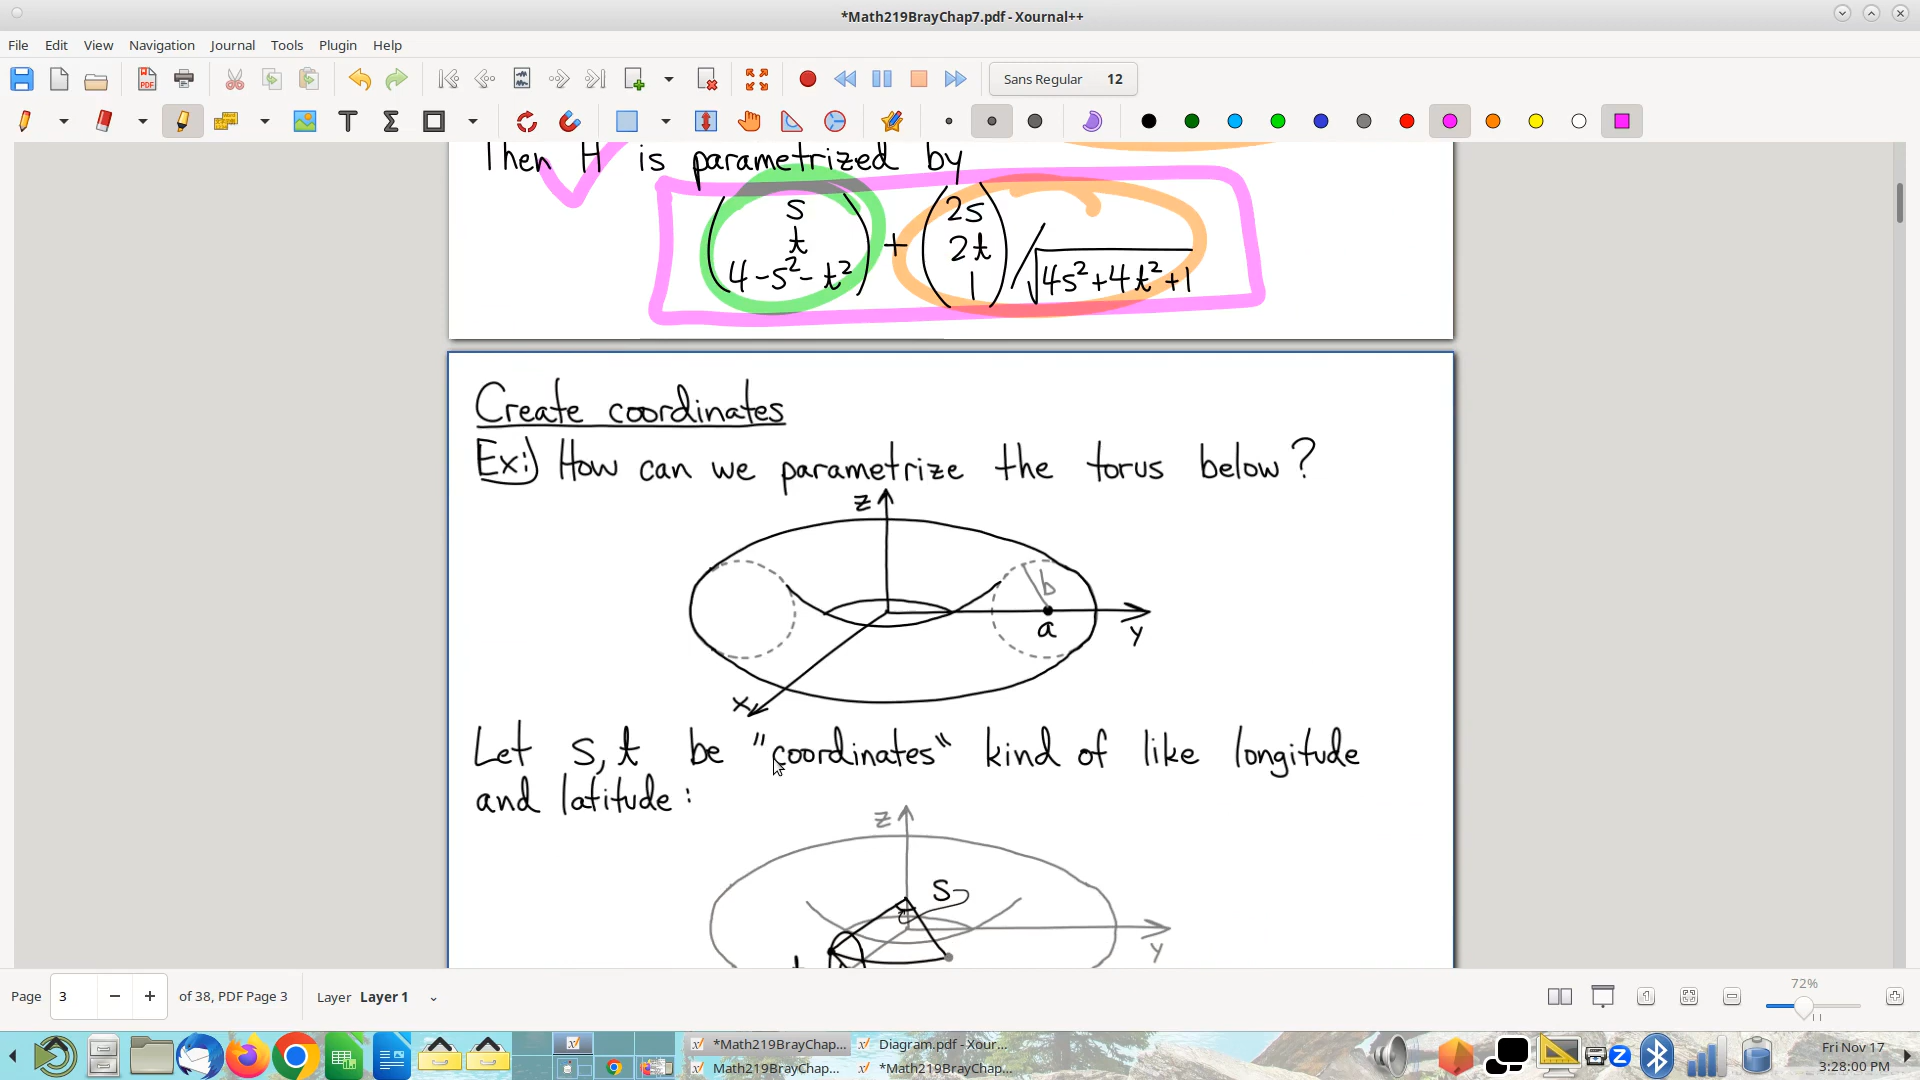 *Math219BrayChap7.pdf - Xournal++
File Edit View Navigation Journal Tools Plugin Help
Sans Regular 12
Then H is parametrized by
( s t 4-s²-t² ) + ( 2s 2t 1 ) / √4s²+4t²+1
Create coordinates
Ex:) How can we parametrize the torus below?
z
b
a
y
x
Let s, t be "coordinates" kind of like longitude
and latitude:
z
s
y
t
Page 3 of 38, PDF Page 3 Layer Layer 1 72%
*Math219BrayChap... Diagram.pdf - Xour... Fri Nov 17
Math219BrayChap... *Math219BrayChap... 3:28:00 PM